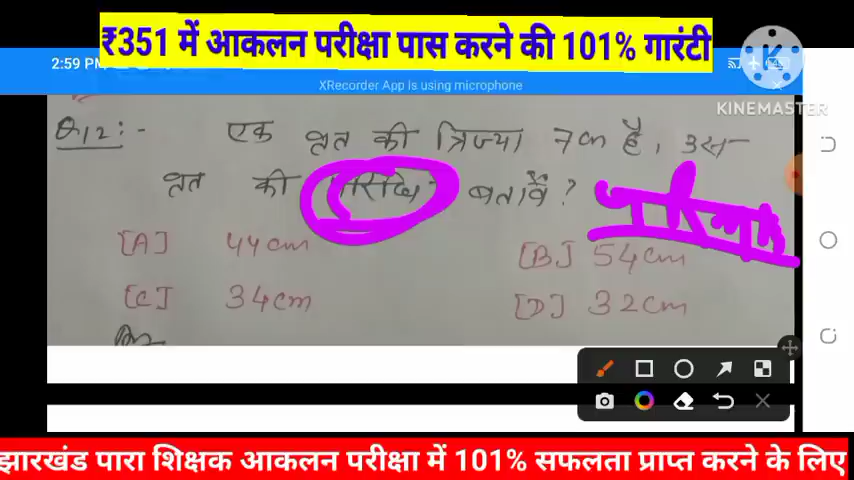 ₹351 में आकलन परीक्षा पास करने की 101% गारंटी
2:59 PM
XRecorder App is using microphone
KINEMASTER
Q12:- एक वृत की त्रिज्या 7cm है, उस
वृत की परिधि बतावें?
[A] 44cm [B] 54cm
[C] 34cm [D] 32cm
झारखंड पारा शिक्षक आकलन परीक्षा में 101% सफलता प्राप्त करने के लिए